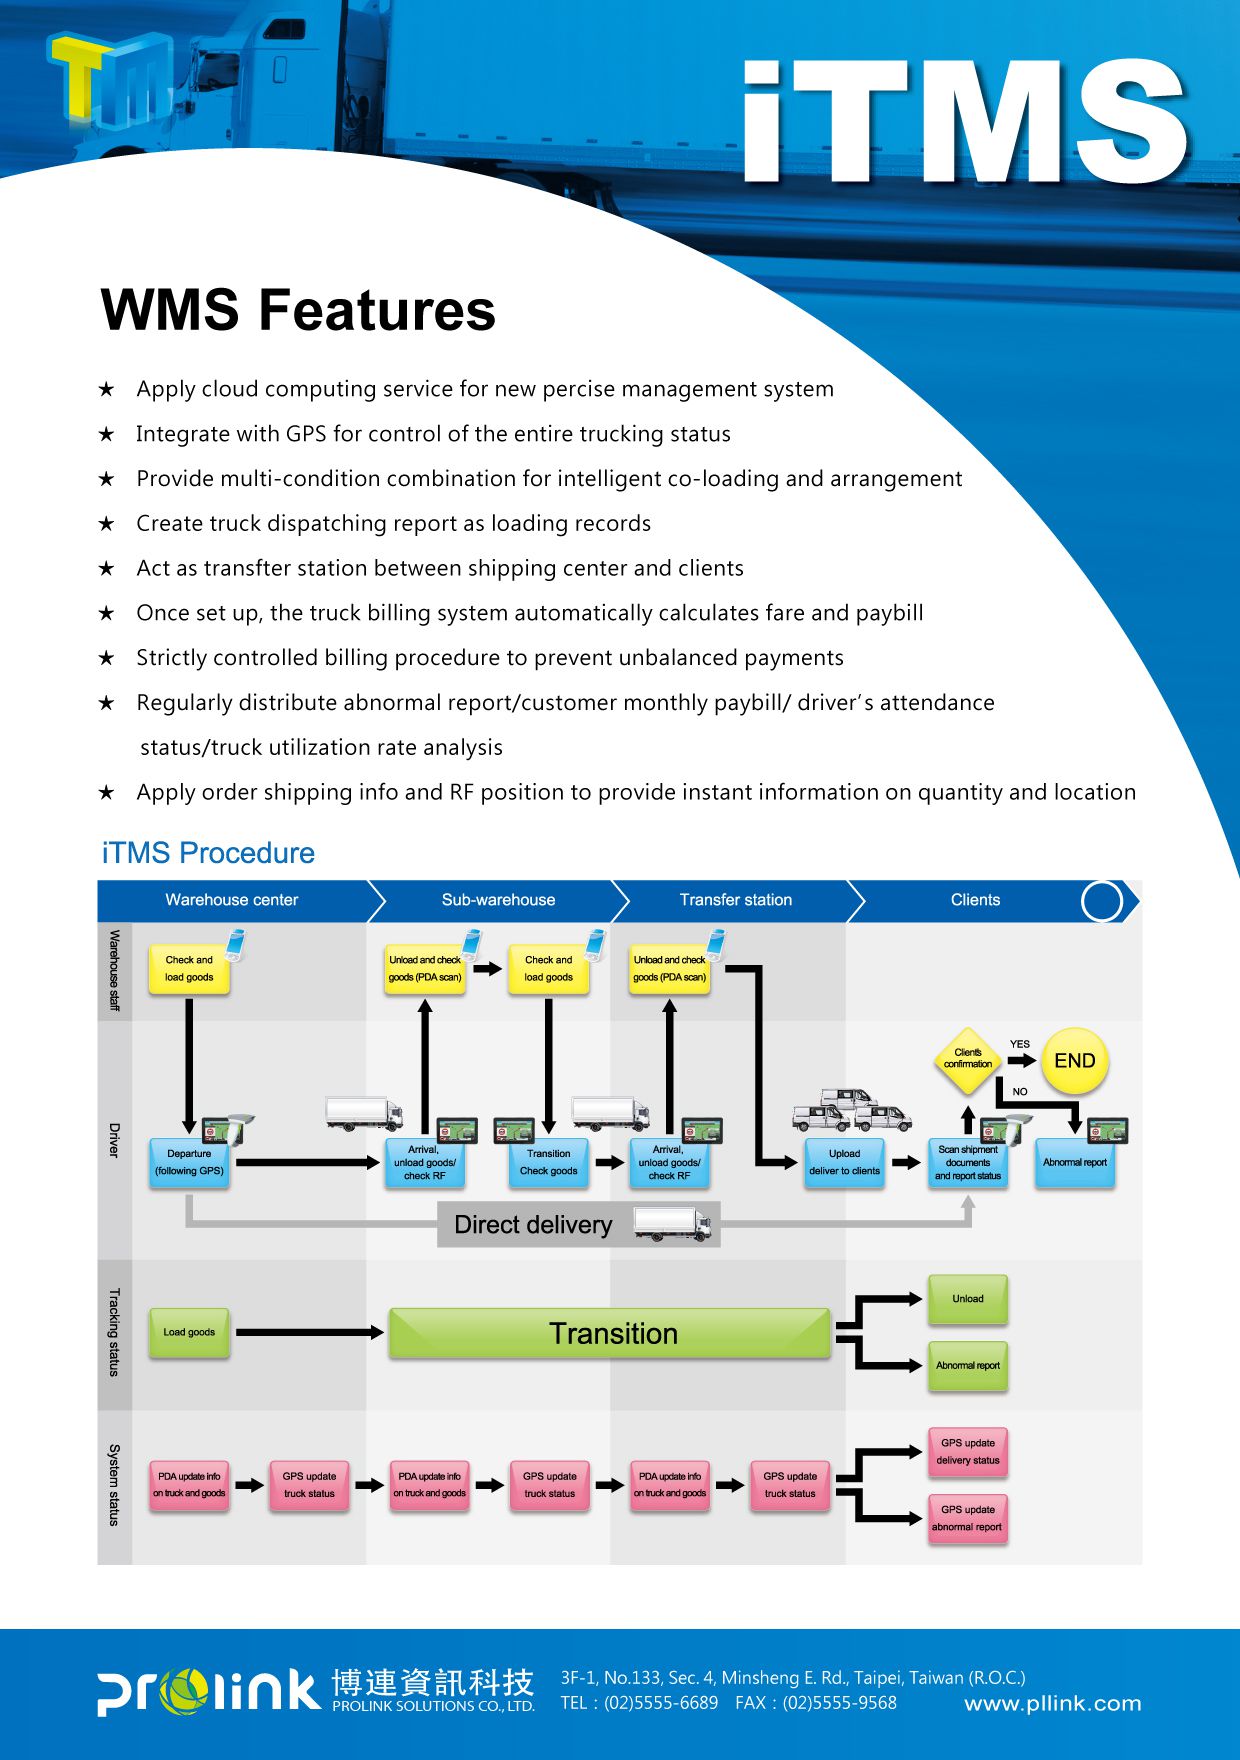 TM
iTMS
WMS Features
★ Apply cloud computing service for new percise management system
★ Integrate with GPS for control of the entire trucking status
★ Provide multi-condition combination for intelligent co-loading and arrangement
★ Create truck dispatching report as loading records
★ Act as transfter station between shipping center and clients
★ Once set up, the truck billing system automatically calculates fare and paybill
★ Strictly controlled billing procedure to prevent unbalanced payments
★ Regularly distribute abnormal report/customer monthly paybill/ driver's attendance
status/truck utilization rate analysis
★ Apply order shipping info and RF position to provide instant information on quantity and location
iTMS Procedure
Warehouse center
Sub-warehouse
Transfer station
Clients
Warehouse staff
Check and
load goods
Unload and check
goods (PDA scan)
Check and
load goods
Unload and check
goods (PDA scan)
Driver
Clients
confirmation
YES
END
NO
Departure
(following GPS)
Arrival,
unload goods/
check RF
Transition
Check goods
Arrival,
unload goods/
check RF
Upload
deliver to clients
Scan shipment
documents
and report status
Abnormal report
Direct delivery
Tracking status
Load goods
Transition
Unload
Abnormal report
System status
PDA update info
on truck and goods
GPS update
truck status
PDA update info
on truck and goods
GPS update
truck status
PDA update info
on truck and goods
GPS update
truck status
GPS update
delivery status
GPS update
abnormal report
prolink
博連資訊科技
PROLINK SOLUTIONS CO., LTD.
3F-1, No.133, Sec. 4, Minsheng E. Rd., Taipei, Taiwan (R.O.C.)
TEL : (02)5555-6689 FAX : (02)5555-9568
www.pllink.com